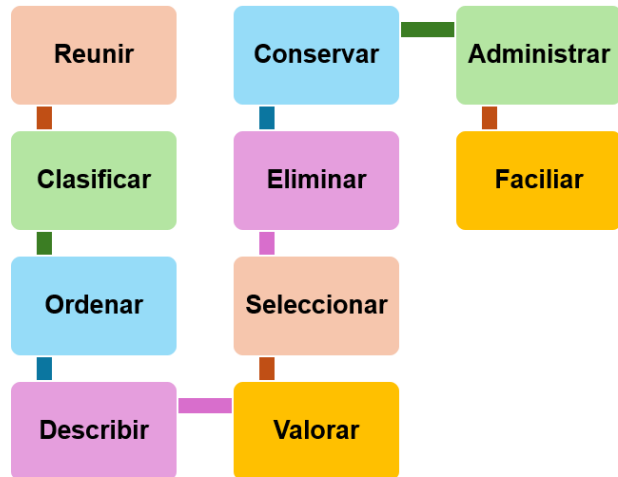 Reunir
Clasificar
Ordenar
Describir
Valorar
Seleccionar
Eliminar
Conservar
Administrar
Faciliar